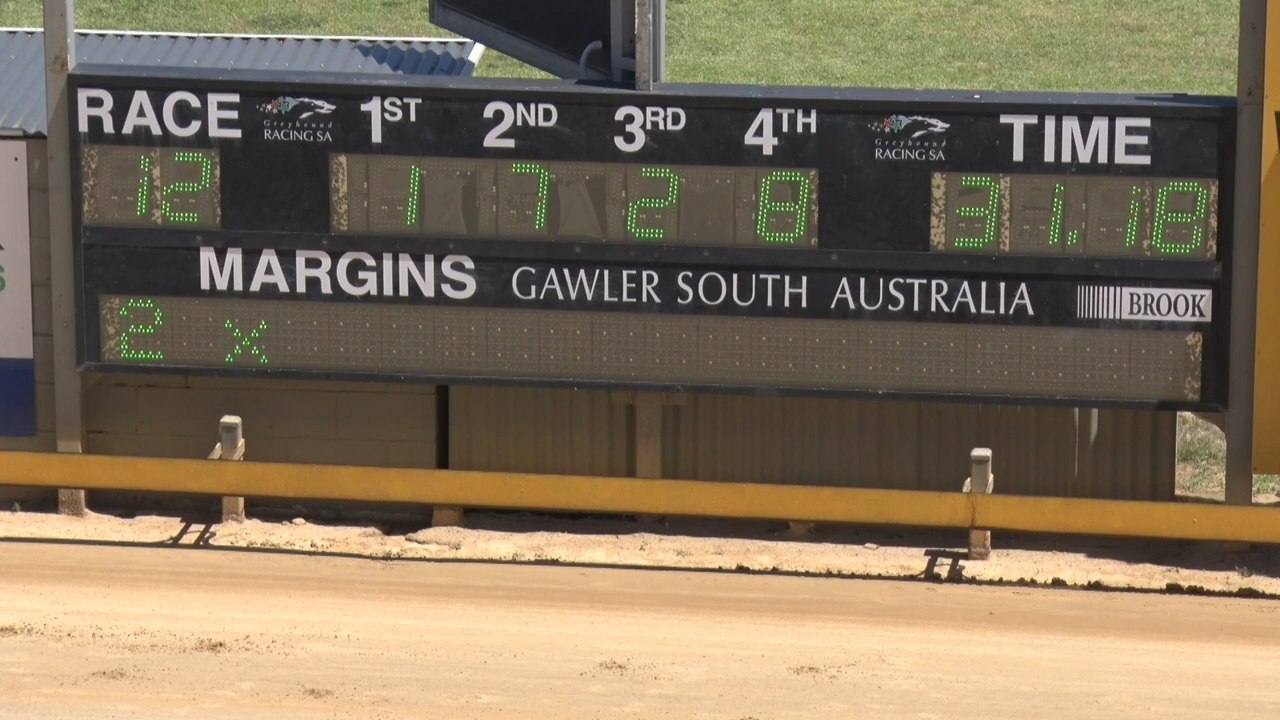 RACE 1ST 2ND 3RD 4TH TIME
Greyhound RACING SA Greyhound RACING SA
12 1 7 2 8 31.18
MARGINS GAWLER SOUTH AUSTRALIA BROOK
2 x